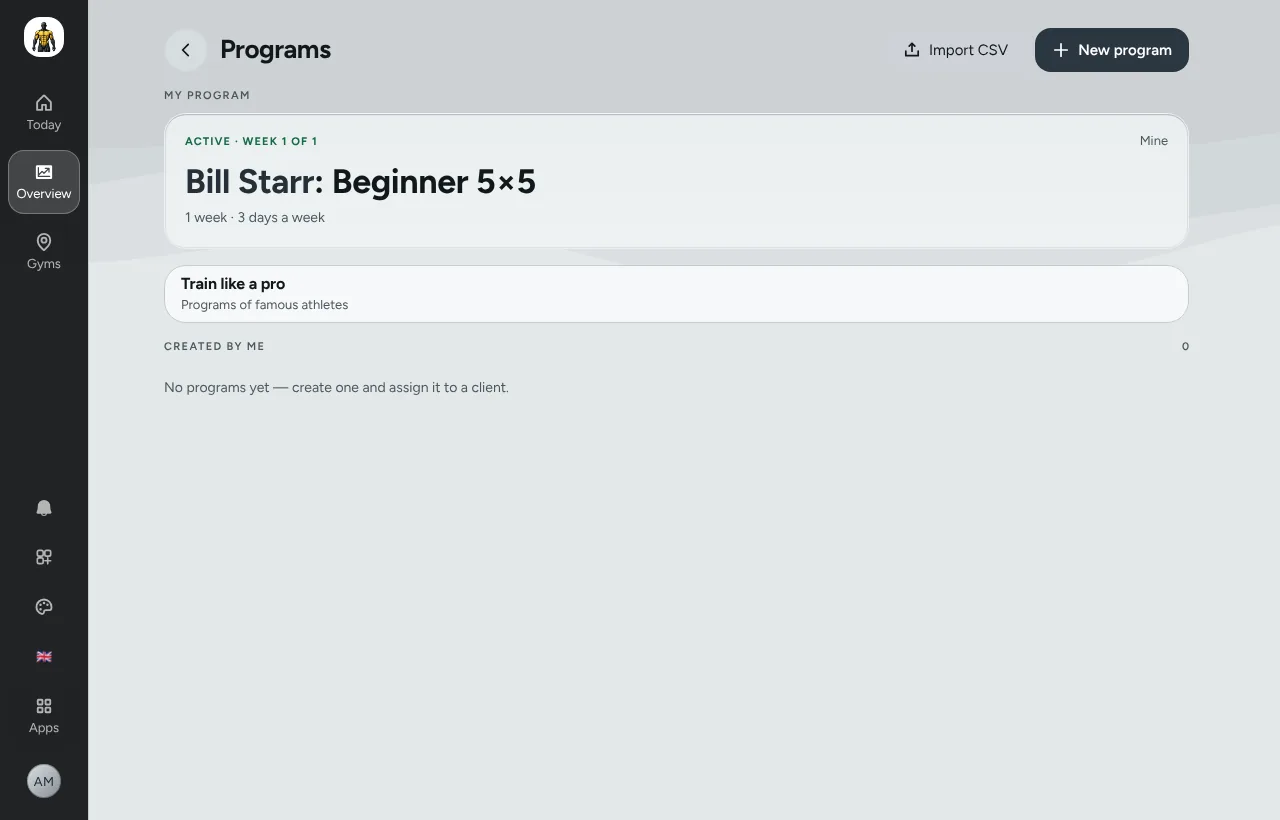 Programs
Import CSV
New program
MY PROGRAM
ACTIVE · WEEK 1 OF 1
Mine
Bill Starr: Beginner 5×5
1 week · 3 days a week
Train like a pro
Programs of famous athletes
CREATED BY ME
0
No programs yet — create one and assign it to a client.
Today
Overview
Gyms
Apps
AM